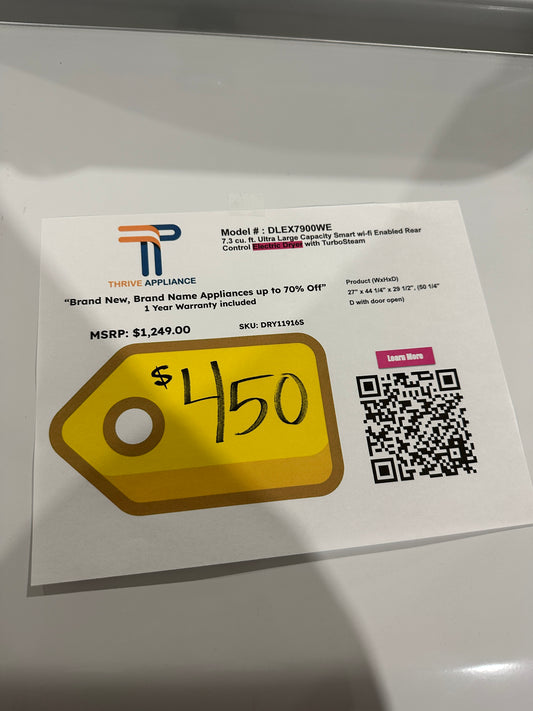 Model # : DLEX7900WE
7.3 cu. ft. Ultra Large Capacity Smart wi-fi Enabled Rear
Control Electric Dryer with TurboSteam
THRIVE APPLIANCE
"Brand New, Brand Name Appliances up to 70% Off"
1 Year Warranty included
Product (WxHxD)
27" x 44 1/4" x 29 1/2", (50 1/4"
D with door open)
MSRP: $1,249.00
SKU: DRY11916S
Learn More
$450